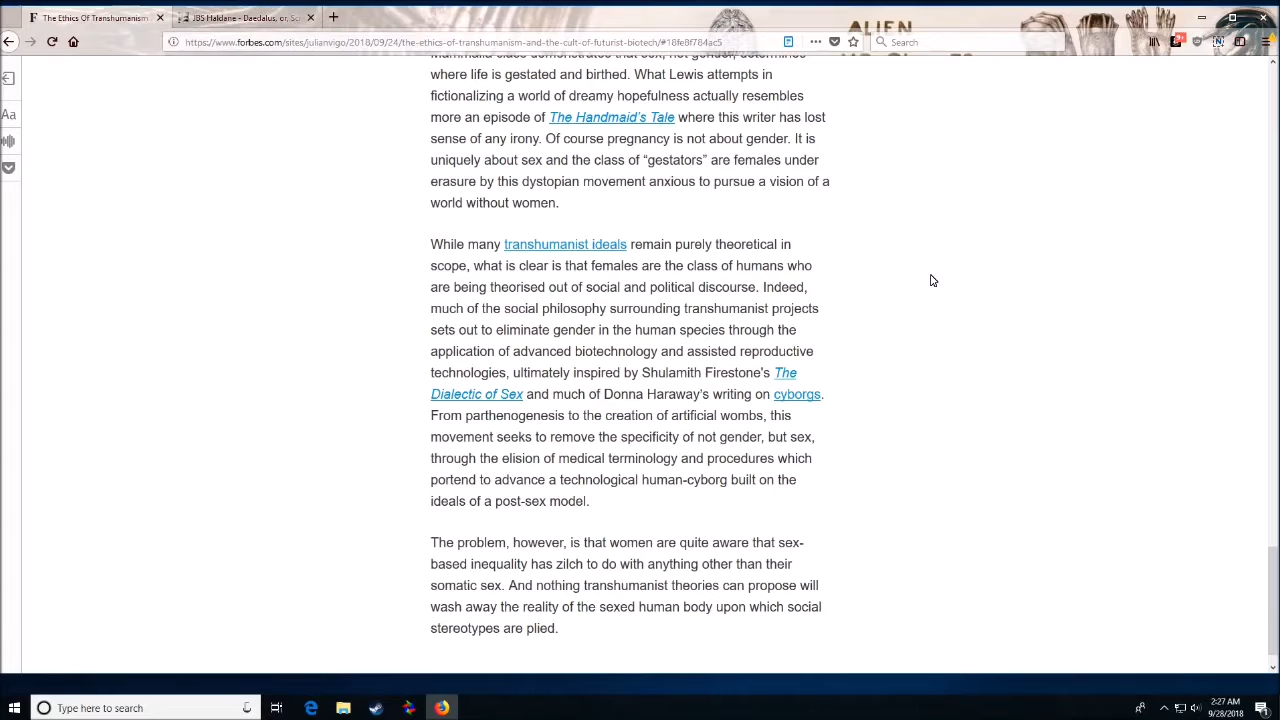 The Ethics Of Transhumanism
JBS Haldane - Daedalus, or, Sc
https://www.forbes.com/sites/julianvigo/2018/09/24/the-ethics-of-transhumanism-and-the-cult-of-futurist-biotech/#18fe8f784ac5
Search
ALIEN
Aa
where life is gestated and birthed. What Lewis attempts in
fictionalizing a world of dreamy hopefulness actually resembles
more an episode of The Handmaid's Tale where this writer has lost
sense of any irony. Of course pregnancy is not about gender. It is
uniquely about sex and the class of “gestators” are females under
erasure by this dystopian movement anxious to pursue a vision of a
world without women.
While many transhumanist ideals remain purely theoretical in
scope, what is clear is that females are the class of humans who
are being theorised out of social and political discourse. Indeed,
much of the social philosophy surrounding transhumanist projects
sets out to eliminate gender in the human species through the
application of advanced biotechnology and assisted reproductive
technologies, ultimately inspired by Shulamith Firestone's The
Dialectic of Sex and much of Donna Haraway's writing on cyborgs.
From parthenogenesis to the creation of artificial wombs, this
movement seeks to remove the specificity of not gender, but sex,
through the elision of medical terminology and procedures which
portend to advance a technological human-cyborg built on the
ideals of a post-sex model.
The problem, however, is that women are quite aware that sex-
based inequality has zilch to do with anything other than their
somatic sex. And nothing transhumanist theories can propose will
wash away the reality of the sexed human body upon which social
stereotypes are plied.
Type here to search
2:27 AM
9/28/2018